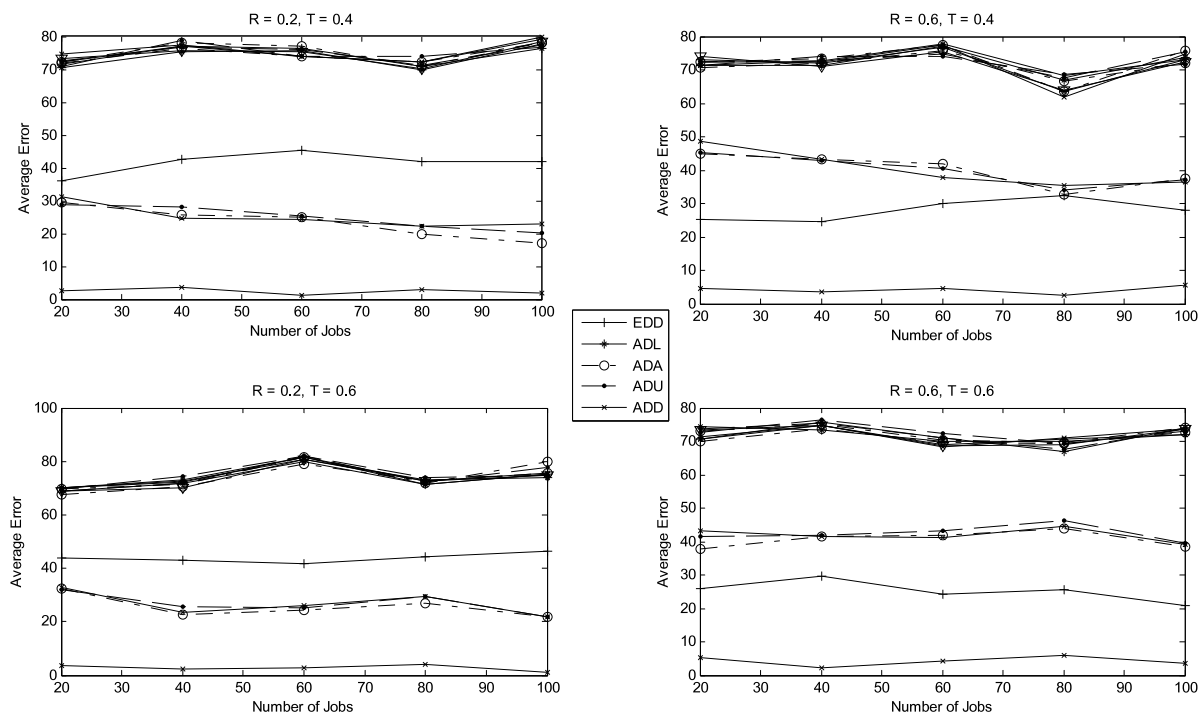 R = 0.2, T = 0.4
Average Error
80
70
60
50
40
30
20
10
0
20 30 40 50 60 70 80 90 100
Number of Jobs
R = 0.6, T = 0.4
Average Error
80
70
60
50
40
30
20
10
0
20 30 40 50 60 70 80 90 100
Number of Jobs
EDD
ADL
ADA
ADU
ADD
R = 0.2, T = 0.6
Average Error
100
80
60
40
20
0
20 30 40 50 60 70 80 90 100
Number of Jobs
R = 0.6, T = 0.6
Average Error
80
70
60
50
40
30
20
10
0
20 30 40 50 60 70 80 90 100
Number of Jobs